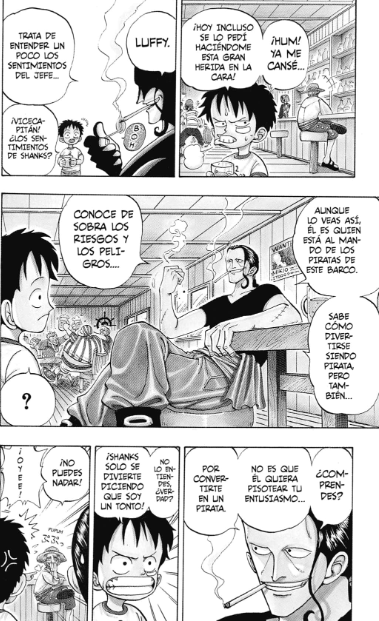 ¡HUM!
YA ME
CANSÉ...
¡HOY INCLUSO
SE LO PEDÍ
HACIÉNDOME
ESTA GRAN
HERIDA EN LA
CARA!
LUFFY.
TRATA DE
ENTENDER UN
POCO LOS
SENTIMIENTOS
DEL JEFE...
¡VICECA-
PITÁN!
¿LOS SEN-
TIMIENTOS
DE SHANKS?
AUNQUE
LO VEAS ASÍ,
ÉL ES QUIEN
ESTÁ AL MAN-
DO DE LOS
PIRATAS DE
ESTE BARCO.
SABE
CÓMO
DIVER-
TIRSE
SIENDO
PIRATA,
PERO
TAM-
BIÉN...
WANTED
CONOCE DE
SOBRA LOS
RIESGOS Y
LOS PELI-
GROS....
?
¿COM-
PREN-
DES?
NO ES QUE
ÉL QUIERA
PISOTEAR TU
ENTUSIASMO...
POR
CONVER-
TIRTE
EN UN
PIRATA.
NO
LO EN-
TIEN-
DES,
¿VER-
DAD?
¡SHANKS
SOLO SE
DIVIERTE
DICIENDO
QUE SOY
UN TONTO!
¡NO
PUEDES
NADAR!
¡OYEE!